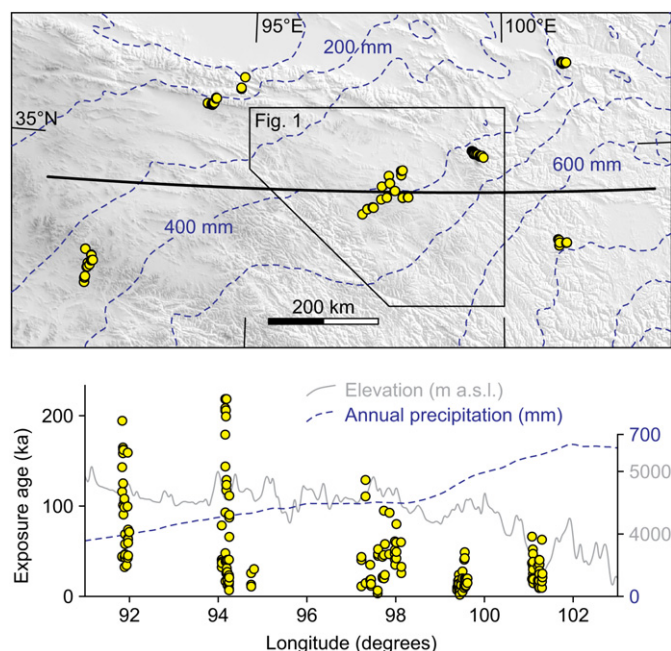 95°E
100°E
200 mm
35°N
Fig. 1
600 mm
400 mm
200 km
Elevation (m a.s.l.)
Annual precipitation (mm)
200
700
5000
100
4000
0
0
92
94
96
98
100
102
Exposure age (ka)
Longitude (degrees)